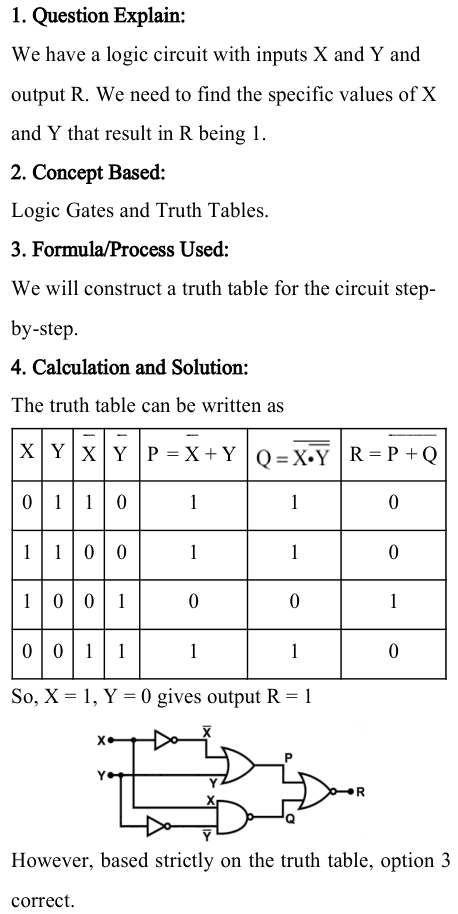 1. Question Explain:
We have a logic circuit with inputs X and Y and
output R. We need to find the specific values of X
and Y that result in R being 1.
2. Concept Based:
Logic Gates and Truth Tables.
3. Formula/Process Used:
We will construct a truth table for the circuit step-
by-step.
4. Calculation and Solution:
The truth table can be written as
X Y X̅ Y̅ P = X̅ + Y Q = \overline{X•\overline{\overline{Y}}} R = \overline{P + Q}
0 1 1 0 1 1 0
1 1 0 0 1 1 0
1 0 0 1 0 0 1
0 0 1 1 1 1 0
So, X = 1, Y = 0 gives output R = 1
X X̅
P
Y Y
R
X
Q
Y̅
However, based strictly on the truth table, option 3
correct.